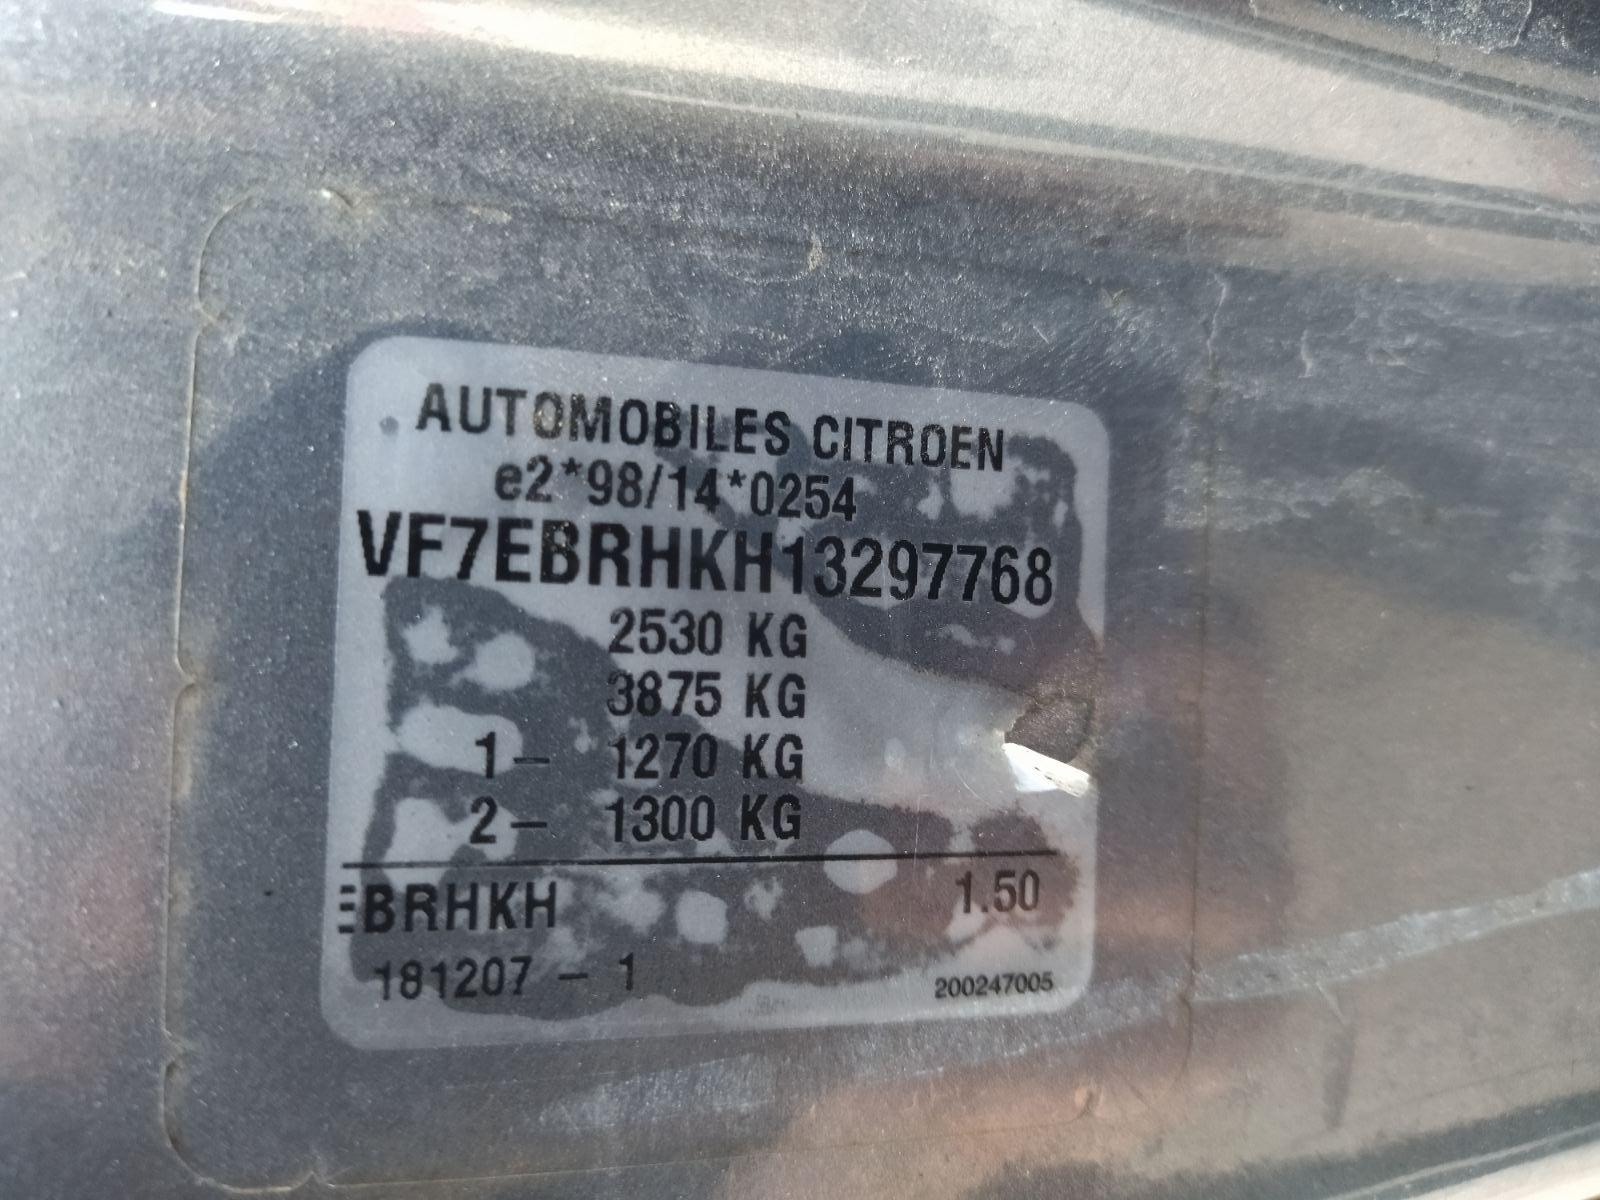 AUTOMOBILES CITROEN
e2*98/14*0254
VF7EBRHKH13297768
2530 KG
3875 KG
1- 1270 KG
2- 1300 KG
EBRHKH 1.50
181207 - 1 200247005